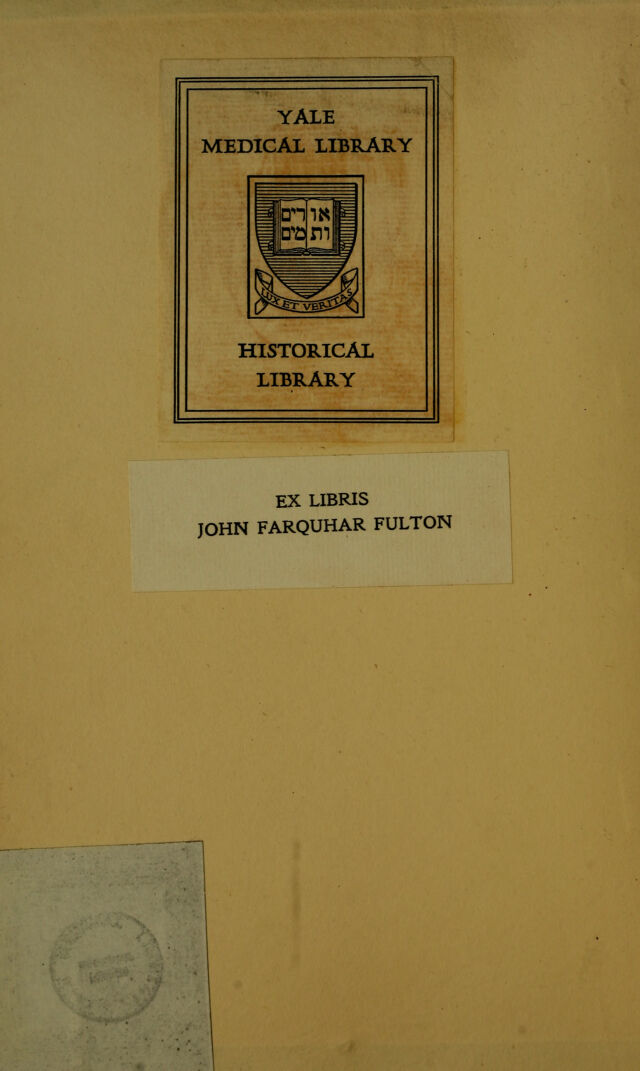 YALE
MEDICAL LIBRARY
אורים
ותמים
LUX ET VERITAS
HISTORICAL
LIBRARY
EX LIBRIS
JOHN FARQUHAR FULTON